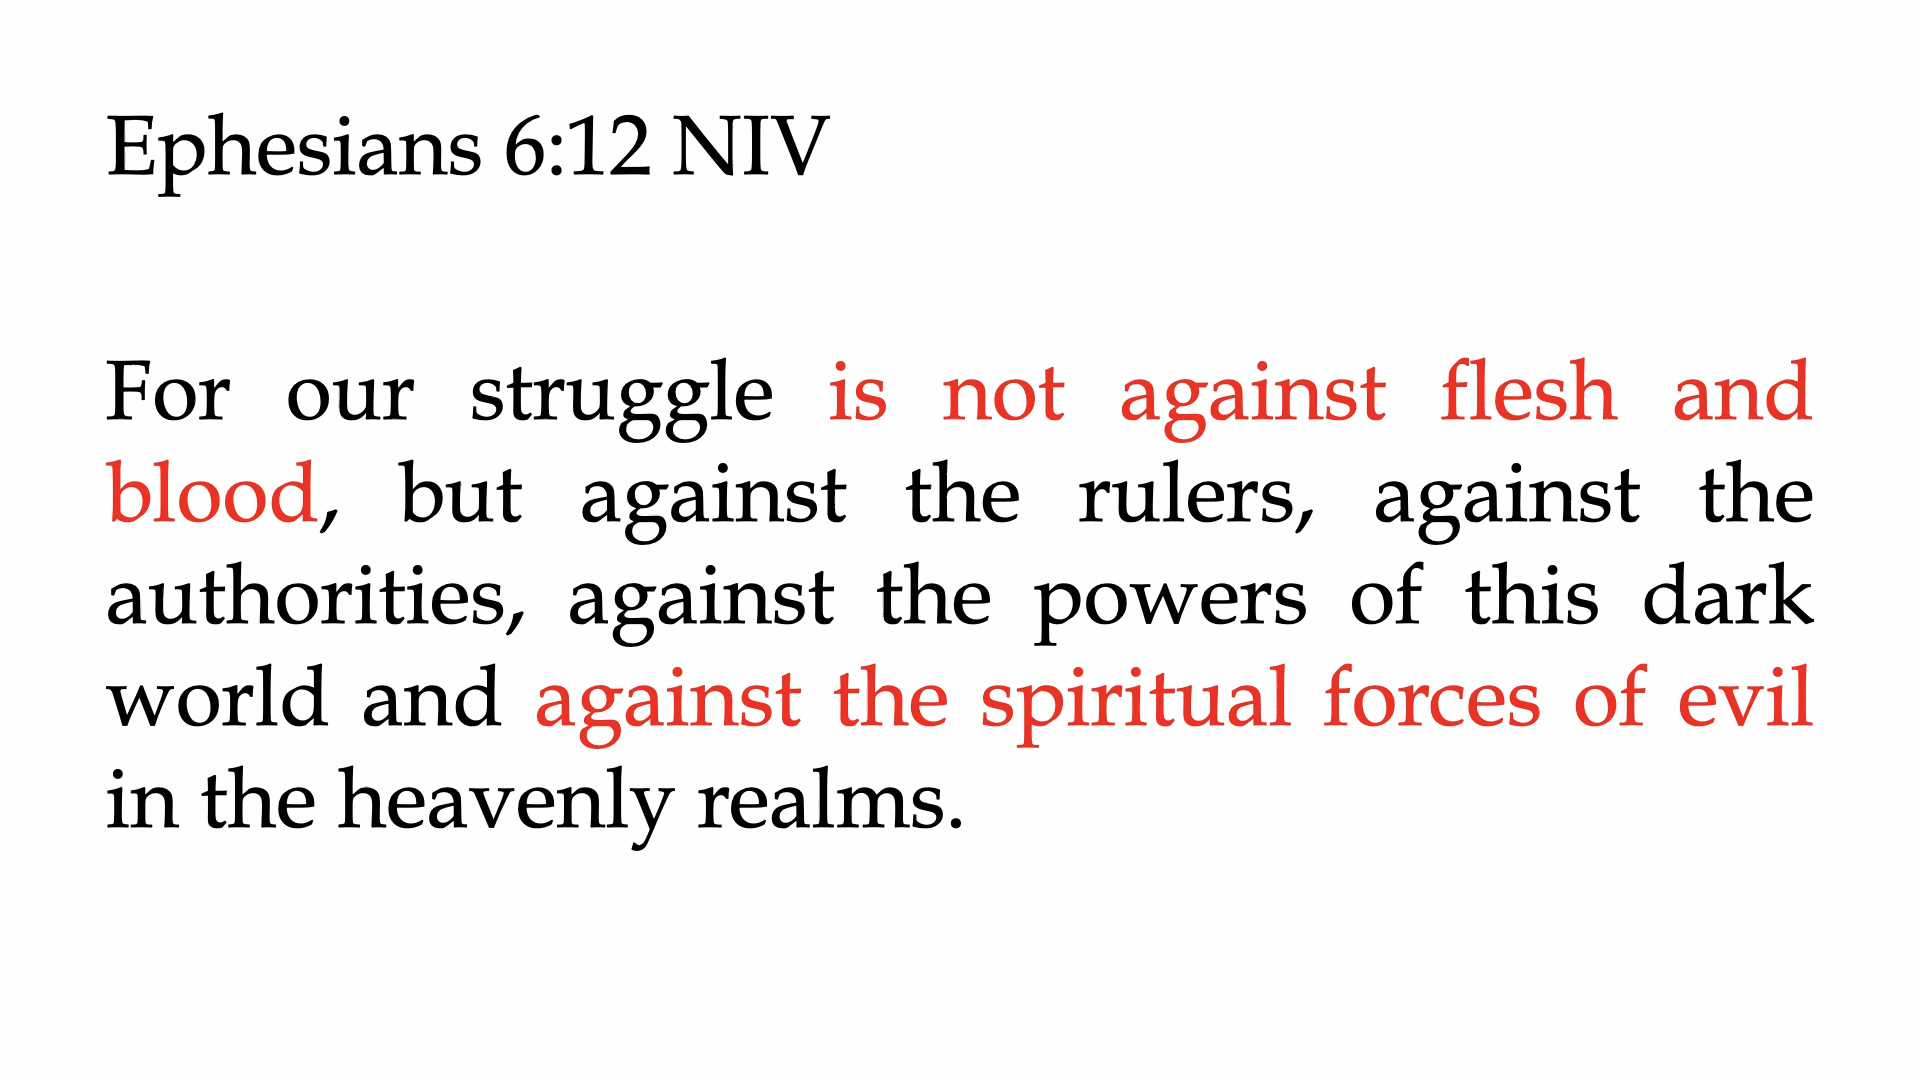 Ephesians 6:12 NIV
For our struggle is not against flesh and
blood, but against the rulers, against the
authorities, against the powers of this dark
world and against the spiritual forces of evil
in the heavenly realms.